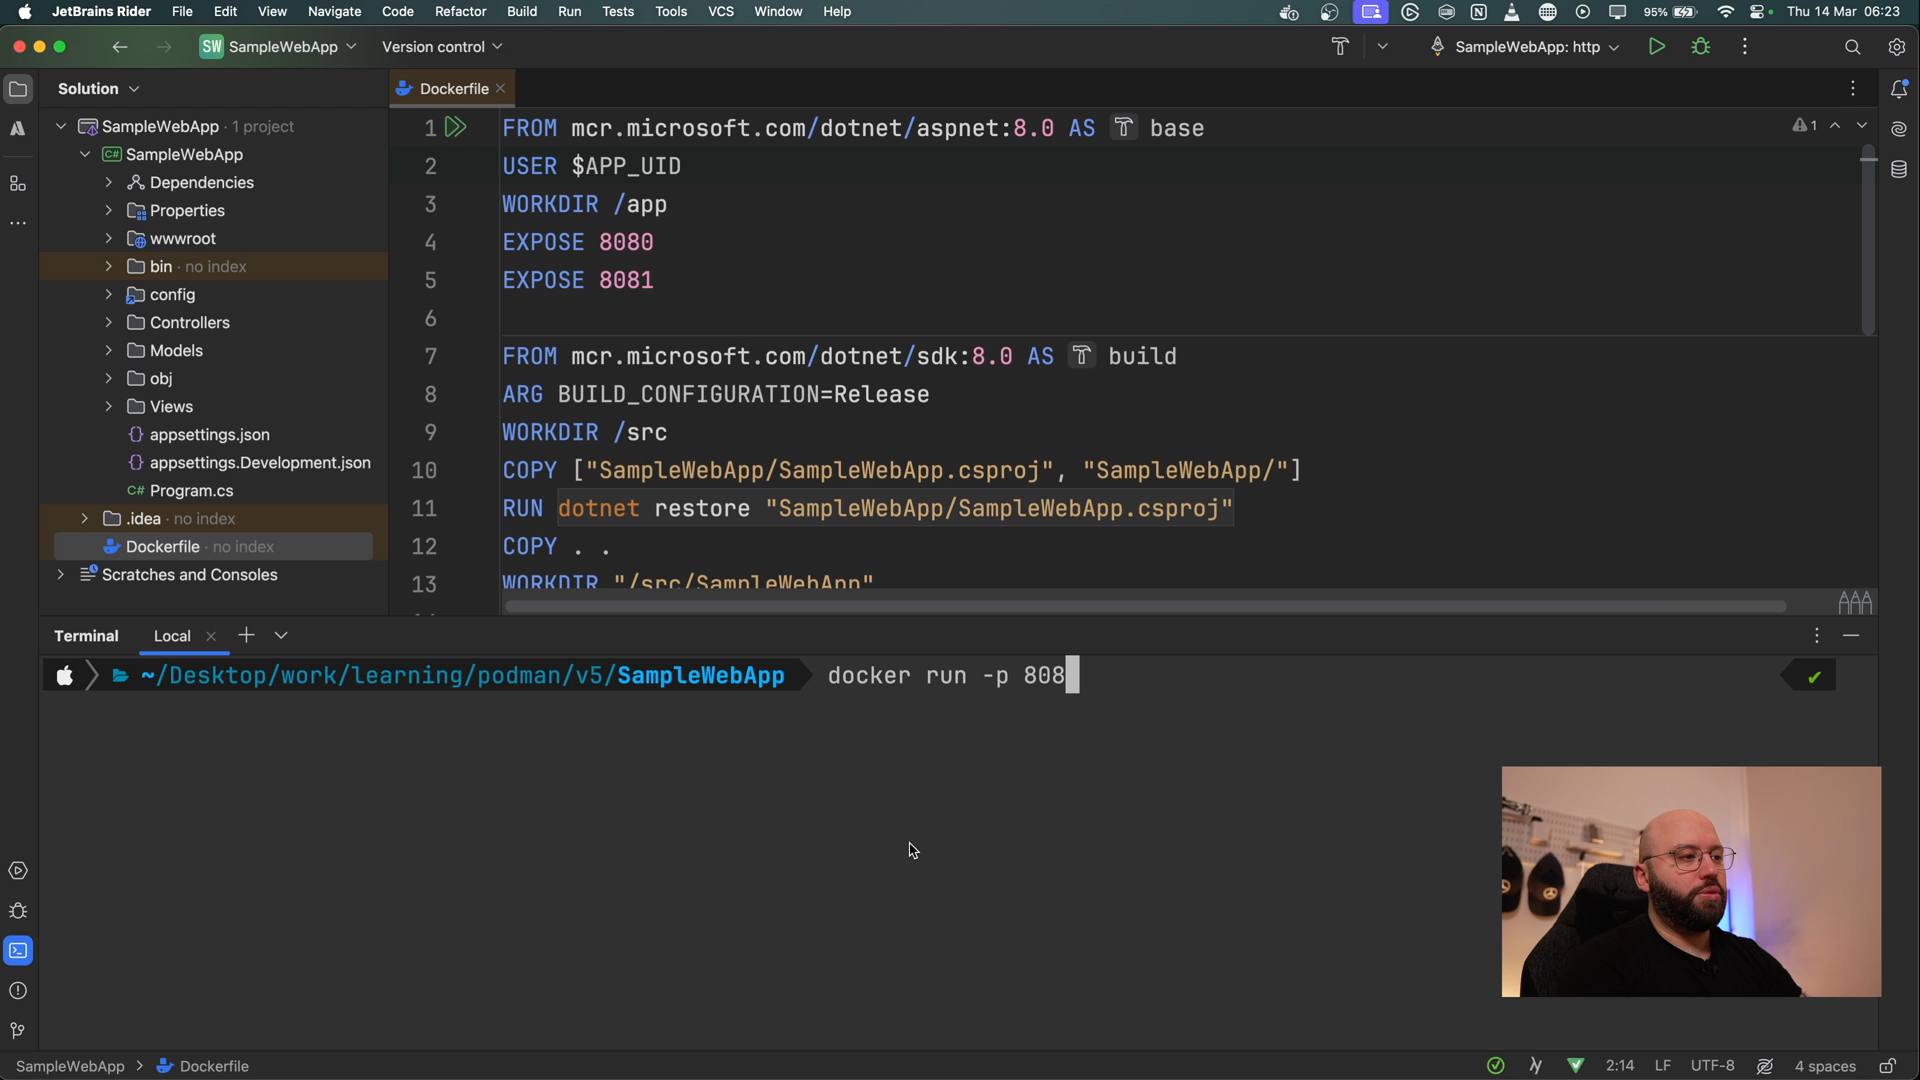 JetBrains Rider File Edit View Navigate Code Refactor Build Run Tests Tools VCS Window Help 95% Thu 14 Mar 06:23
SW SampleWebApp Version control SampleWebApp: http
Solution
SampleWebApp · 1 project
C# SampleWebApp
Dependencies
Properties
wwwroot
bin · no index
config
Controllers
Models
obj
Views
{} appsettings.json
{} appsettings.Development.json
C# Program.cs
.idea · no index
Dockerfile · no index
Scratches and Consoles
Dockerfile
1 FROM mcr.microsoft.com/dotnet/aspnet:8.0 AS base
2 USER $APP_UID
3 WORKDIR /app
4 EXPOSE 8080
5 EXPOSE 8081
6
7 FROM mcr.microsoft.com/dotnet/sdk:8.0 AS build
8 ARG BUILD_CONFIGURATION=Release
9 WORKDIR /src
10 COPY ["SampleWebApp/SampleWebApp.csproj", "SampleWebApp/"]
11 RUN dotnet restore "SampleWebApp/SampleWebApp.csproj"
12 COPY . .
13 WORKDIR "/src/SampleWebApp"
1
Terminal Local
~/Desktop/work/learning/podman/v5/SampleWebApp docker run -p 808
SampleWebApp > Dockerfile 2:14 LF UTF-8 4 spaces